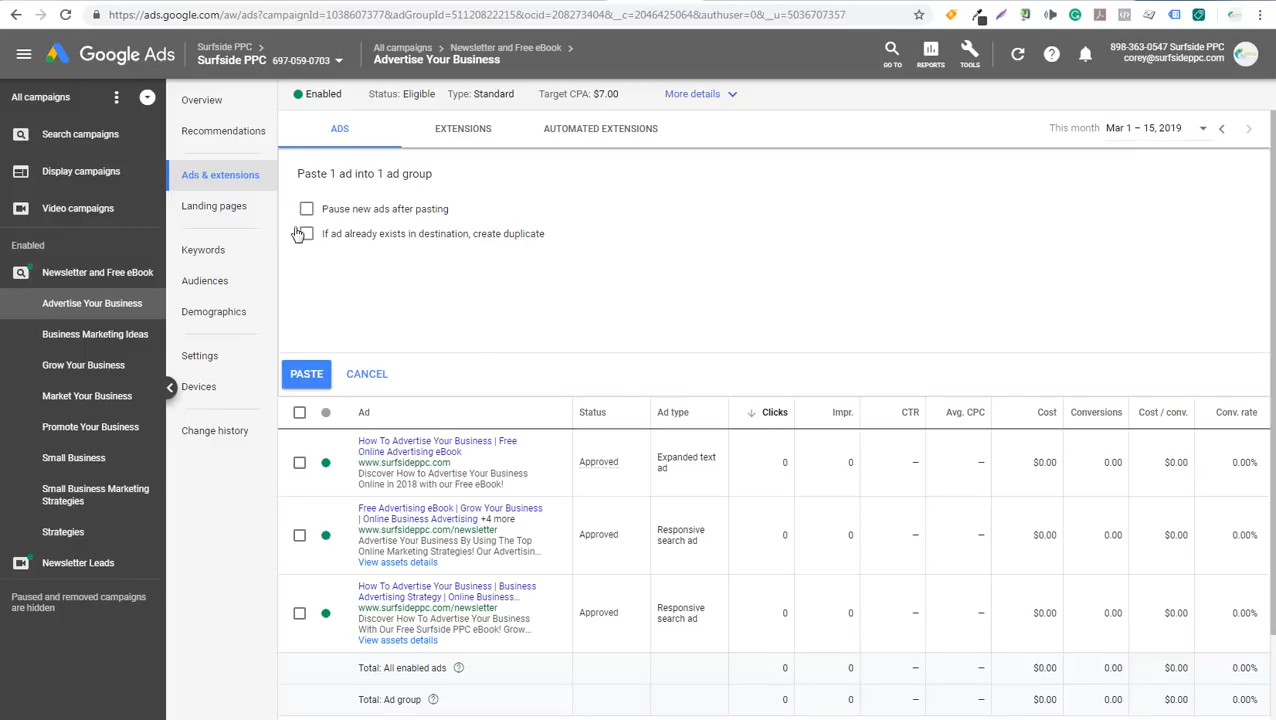 https://ads.google.com/aw/ads?campaignId=1038607377&adGroupId=51120822215&ocid=208273404&__c=2046425064&authuser=0&__u=5036707357
Google Ads
Surfside PPC >
Surfside PPC 697-059-0703
All campaigns > Newsletter and Free eBook >
Advertise Your Business
GO TO
REPORTS
TOOLS
898-363-0547 Surfside PPC
corey@surfsideppc.com
All campaigns
Search campaigns
Display campaigns
Video campaigns
Enabled
Newsletter and Free eBook
Advertise Your Business
Business Marketing Ideas
Grow Your Business
Market Your Business
Promote Your Business
Small Business
Small Business Marketing
Strategies
Strategies
Newsletter Leads
Paused and removed campaigns
are hidden
Overview
Recommendations
Ads & extensions
Landing pages
Keywords
Audiences
Demographics
Settings
Devices
Change history
Enabled Status: Eligible Type: Standard Target CPA: $7.00 More details
ADS EXTENSIONS AUTOMATED EXTENSIONS
This month Mar 1 – 15, 2019
Paste 1 ad into 1 ad group
Pause new ads after pasting
If ad already exists in destination, create duplicate
PASTE CANCEL
Ad Status Ad type Clicks Impr. CTR Avg. CPC Cost Conversions Cost / conv. Conv. rate
How To Advertise Your Business | Free
Online Advertising eBook
www.surfsideppc.com
Discover How to Advertise Your Business
Online in 2018 with our Free eBook!
Approved
Expanded text
ad
0 0 – – $0.00 0.00 $0.00 0.00%
Free Advertising eBook | Grow Your Business
| Online Business Advertising +4 more
www.surfsideppc.com/newsletter
Advertise Your Business By Using The Top
Online Marketing Strategies! Our Advertisin...
View assets details
Approved
Responsive
search ad
0 0 – – $0.00 0.00 $0.00 0.00%
How To Advertise Your Business | Business
Advertising Strategy | Online Business...
www.surfsideppc.com/newsletter
Discover How To Advertise Your Business
With Our Free Surfside PPC eBook! Grow...
View assets details
Approved
Responsive
search ad
0 0 – – $0.00 0.00 $0.00 0.00%
Total: All enabled ads 0 0 – – $0.00 0.00 $0.00 0.00%
Total: Ad group 0 0 – – $0.00 0.00 $0.00 0.00%